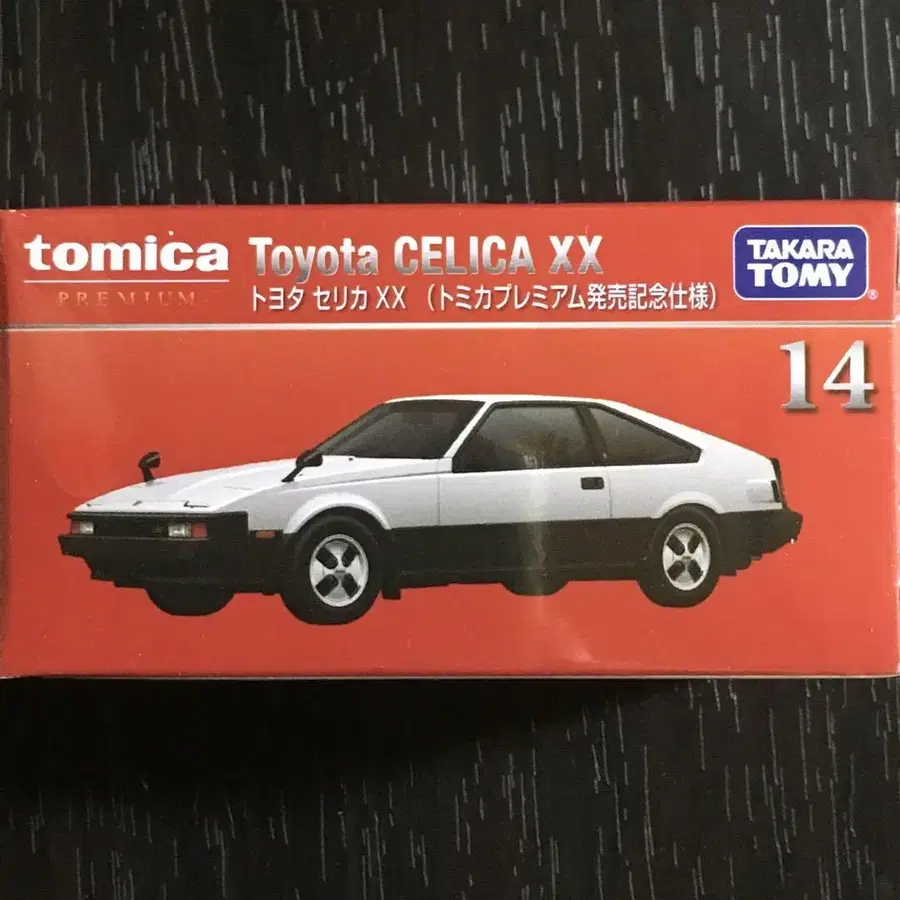 tomica Toyota CELICA XX
PREMIUM トヨタ セリカ XX （トミカプレミアム発売記念仕様）
TAKARA
TOMY
®
14